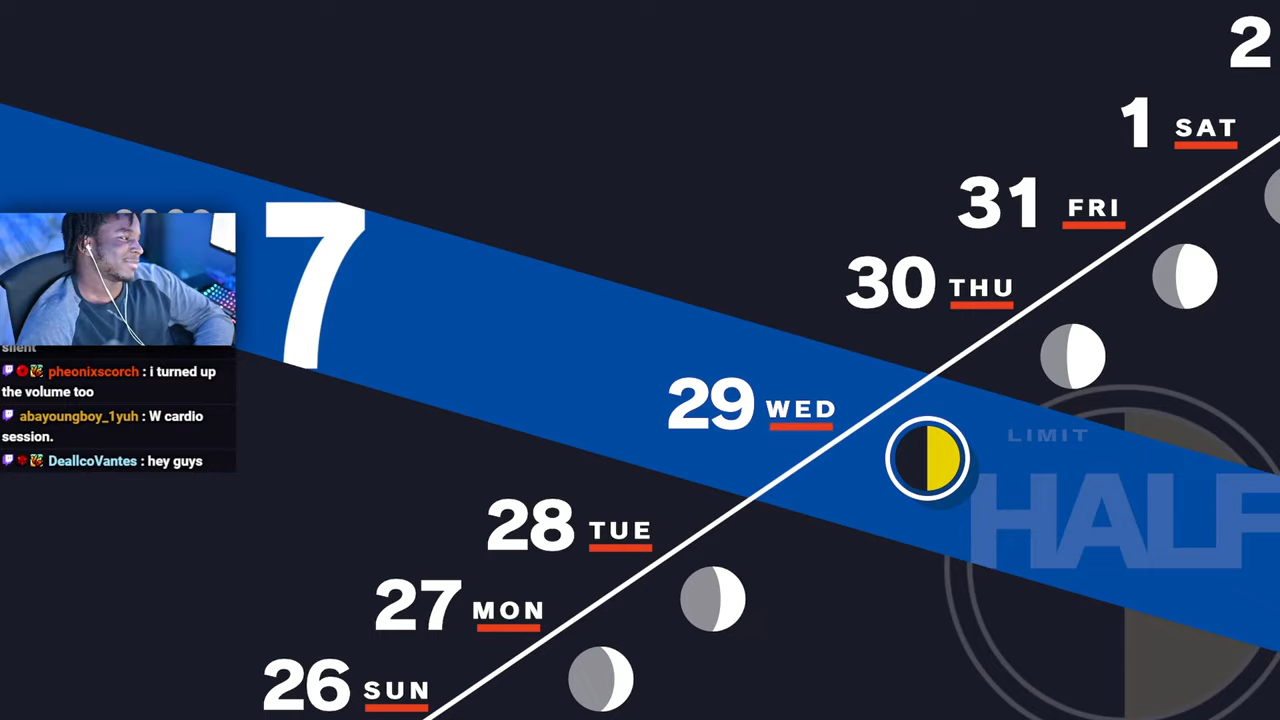 2
1 SAT
31 FRI
30 THU
7
29 WED
LIMIT
HALF
28 TUE
27 MON
26 SUN
silent
pheonixscorch : i turned up
the volume too
abayoungboy_1yuh : W cardio
session.
DeallcoVantes : hey guys